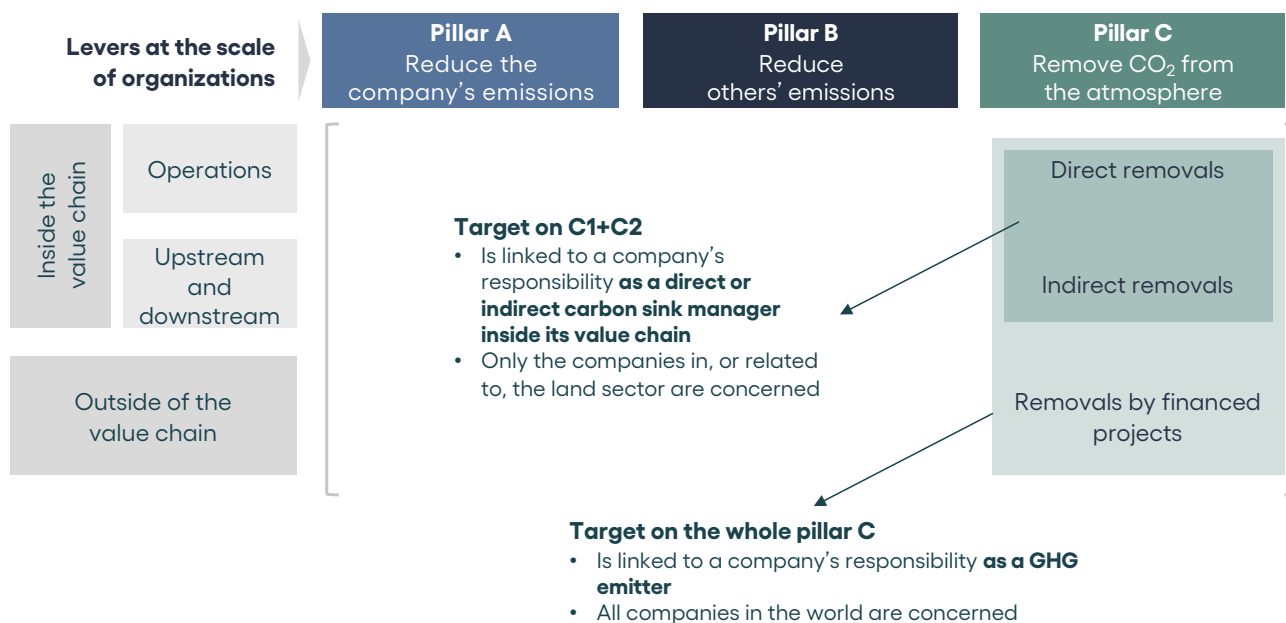 Levers at the scale
of organizations
Pillar A
Reduce the
company's emissions
Pillar B
Reduce
others' emissions
Pillar C
Remove CO₂ from
the atmosphere
Inside the
value chain
Operations
Upstream
and
downstream
Outside of the
value chain
Target on C1+C2
• Is linked to a company's
responsibility as a direct or
indirect carbon sink manager
inside its value chain
• Only the companies in, or related
to, the land sector are concerned
Direct removals
Indirect removals
Removals by financed
projects
Target on the whole pillar C
• Is linked to a company's responsibility as a GHG
emitter
• All companies in the world are concerned